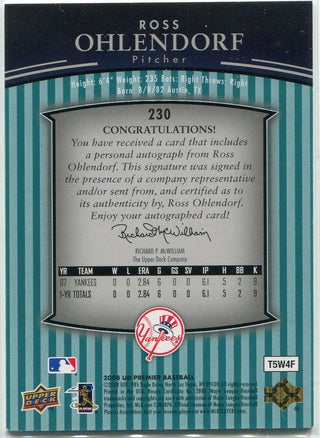 ROSS
OHLENDORF
Pitcher
Height: 6'4" Weight: 235 Bats: Right Throws: Right
Born: 8/8/82 Austin, TX
230
CONGRATULATIONS!
You have received a card that includes
a personal autograph from Ross
Ohlendorf. This signature was signed in
the presence of a company representative
and/or sent from, and certified as to
its authenticity by, Ross Ohlendorf.
Enjoy your autographed card!
Richard McWilliam
RICHARD P. McWILLIAM
The Upper Deck Company
YR TEAM W L ERA G GS SV IP H BB K
07 YANKEES 0 0 2.84 6 0 0 6.1 5 2 9
1-YR TOTALS 0 0 2.84 6 0 0 6.1 5 2 9
Yankees
T5W4F
UPPER DECK
2008 UD PREMIER BASEBALL